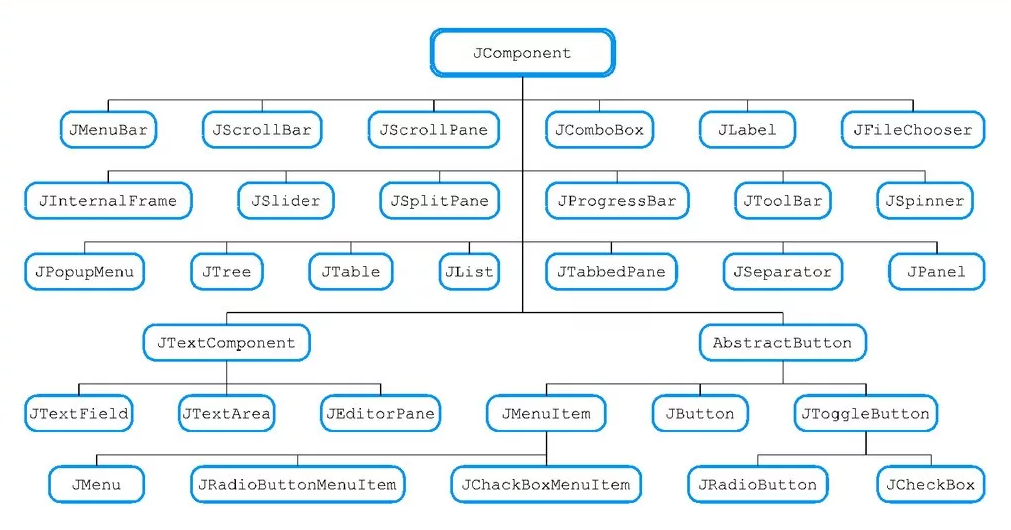 JComponent
JMenuBar JScrollBar JScrollPane JComboBox JLabel JFileChooser
JInternalFrame JSlider JSplitPane JProgressBar JToolBar JSpinner
JPopupMenu JTree JTable JList JTabbedPane JSeparator JPanel
JTextComponent AbstractButton
JTextField JTextArea JEditorPane JMenuItem JButton JToggleButton
JMenu JRadioButtonMenuItem JChackBoxMenuItem JRadioButton JCheckBox